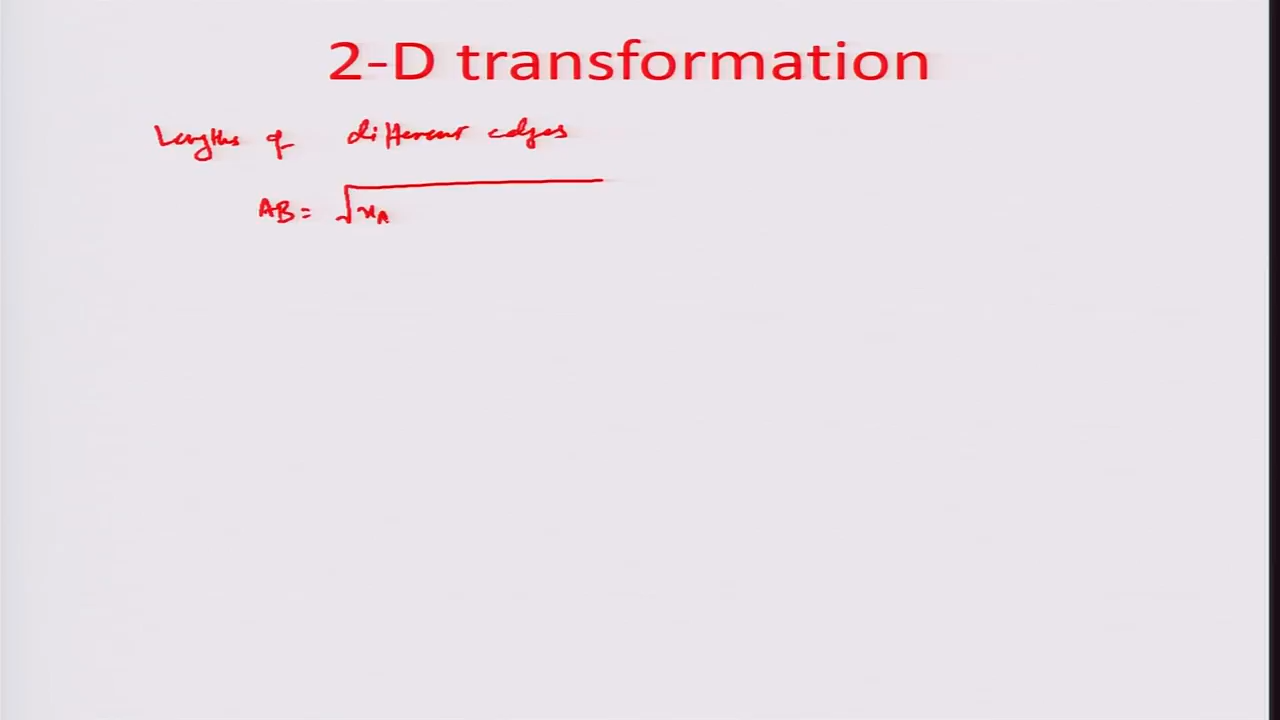 2-D transformation
Lengths of different edges
AB = √x_A